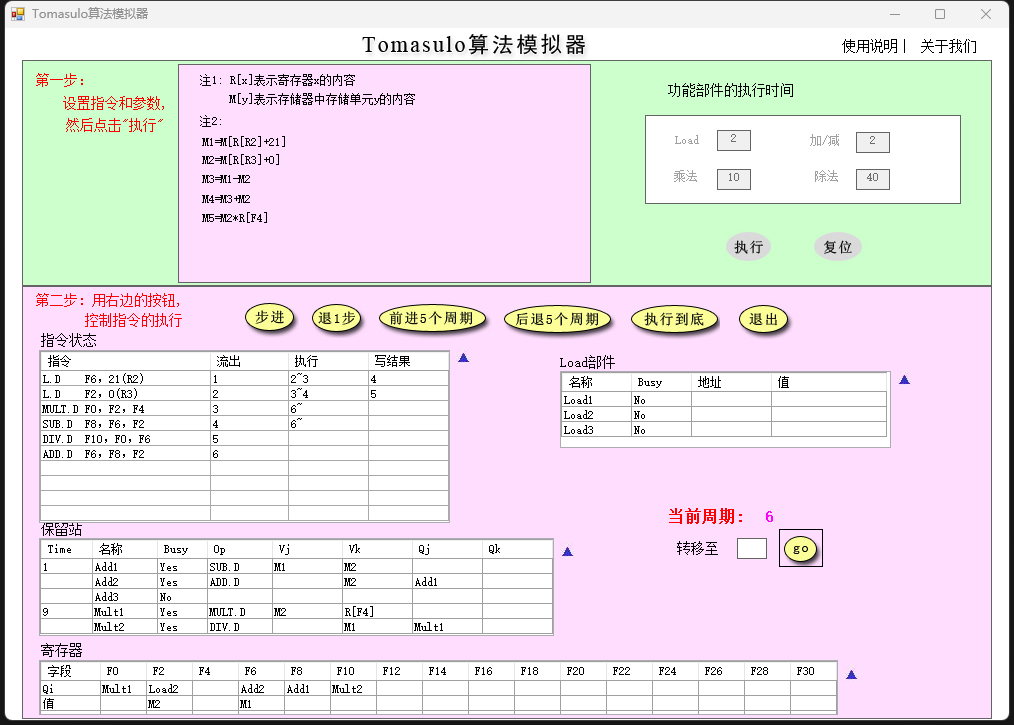 Tomasulo算法模拟器
Tomasulo算法模拟器
使用说明| 关于我们
第一步:
设置指令和参数,
然后点击"执行"
注1: R[x]表示寄存器x的内容
M[y]表示存储器中存储单元y的内容
注2:
M1=M[R[R2]+21]
M2=M[R[R3]+0]
M3=M1-M2
M4=M3+M2
M5=M2*R[F4]
功能部件的执行时间
Load 2 加/减 2
乘法 10 除法 40
执行 复位
第二步: 用右边的按钮,
控制指令的执行
步进 退1步 前进5个周期 后退5个周期 执行到底 退出
指令状态
指令 流出 执行 写结果
L.D F6, 21(R2) 1 2~3 4
L.D F2, 0(R3) 2 3~4 5
MULT.D F0, F2, F4 3 6~
SUB.D F8, F6, F2 4 6~
DIV.D F10, F0, F6 5
ADD.D F6, F8, F2 6
Load部件
名称 Busy 地址 值
Load1 No
Load2 No
Load3 No
当前周期: 6
转移至 go
保留站
Time 名称 Busy Op Vj Vk Qj Qk
1 Add1 Yes SUB.D M1 M2
Add2 Yes ADD.D M2 Add1
Add3 No
9 Mult1 Yes MULT.D M2 R[F4]
Mult2 Yes DIV.D M1 Mult1
寄存器
字段 F0 F2 F4 F6 F8 F10 F12 F14 F16 F18 F20 F22 F24 F26 F28 F30
Qi Mult1 Load2 Add2 Add1 Mult2
值 M2 M1